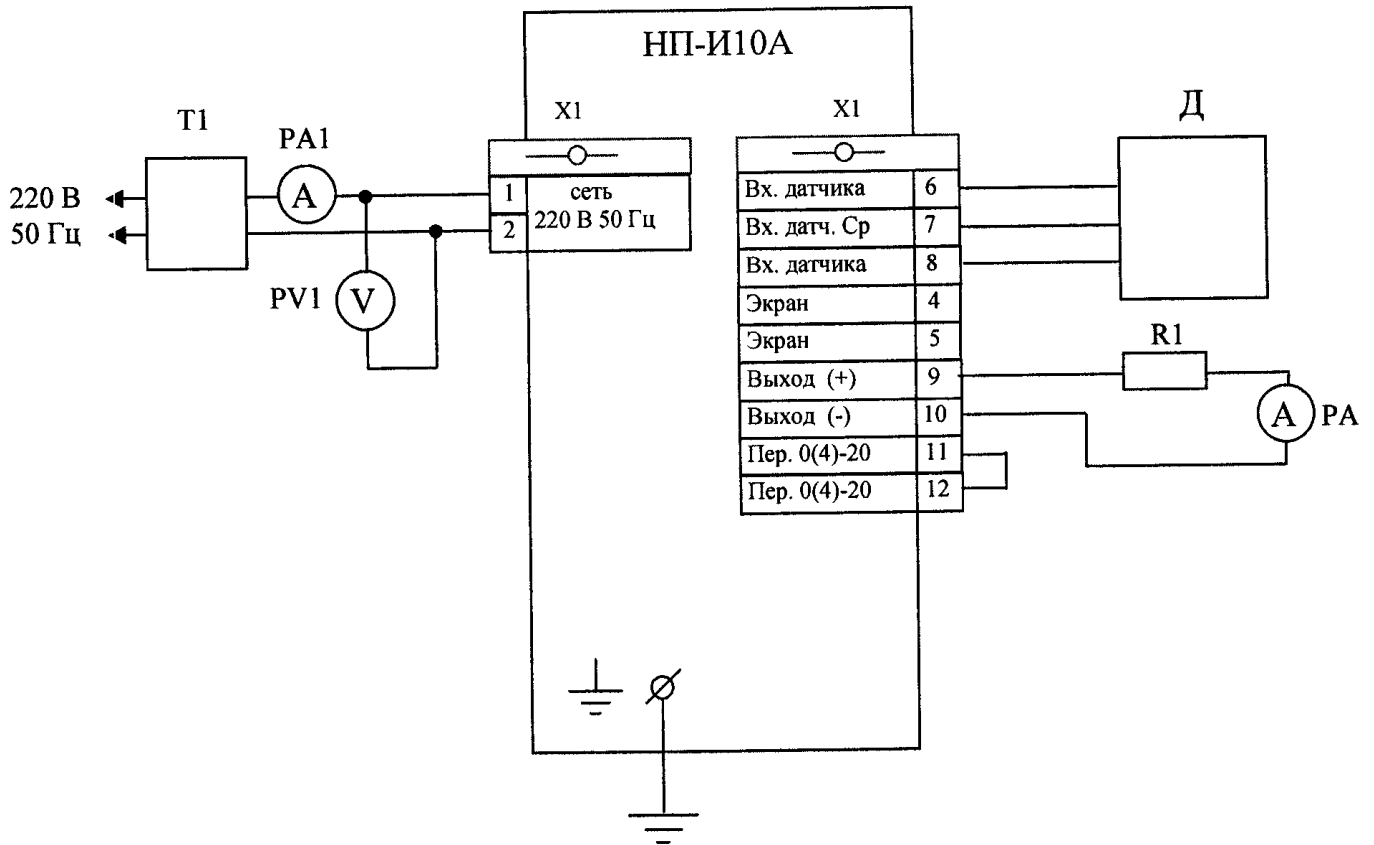 НП-И10А
T1
PA1
220 В
50 Гц
PV1
A
V
X1
1
сеть
220 В 50 Гц
2
X1
Вх. датчика 6
Вх. датч. Ср 7
Вх. датчика 8
Экран 4
Экран 5
Выход (+) 9
Выход (-) 10
Пер. 0(4)-20 11
Пер. 0(4)-20 12
Д
R1
A
PA